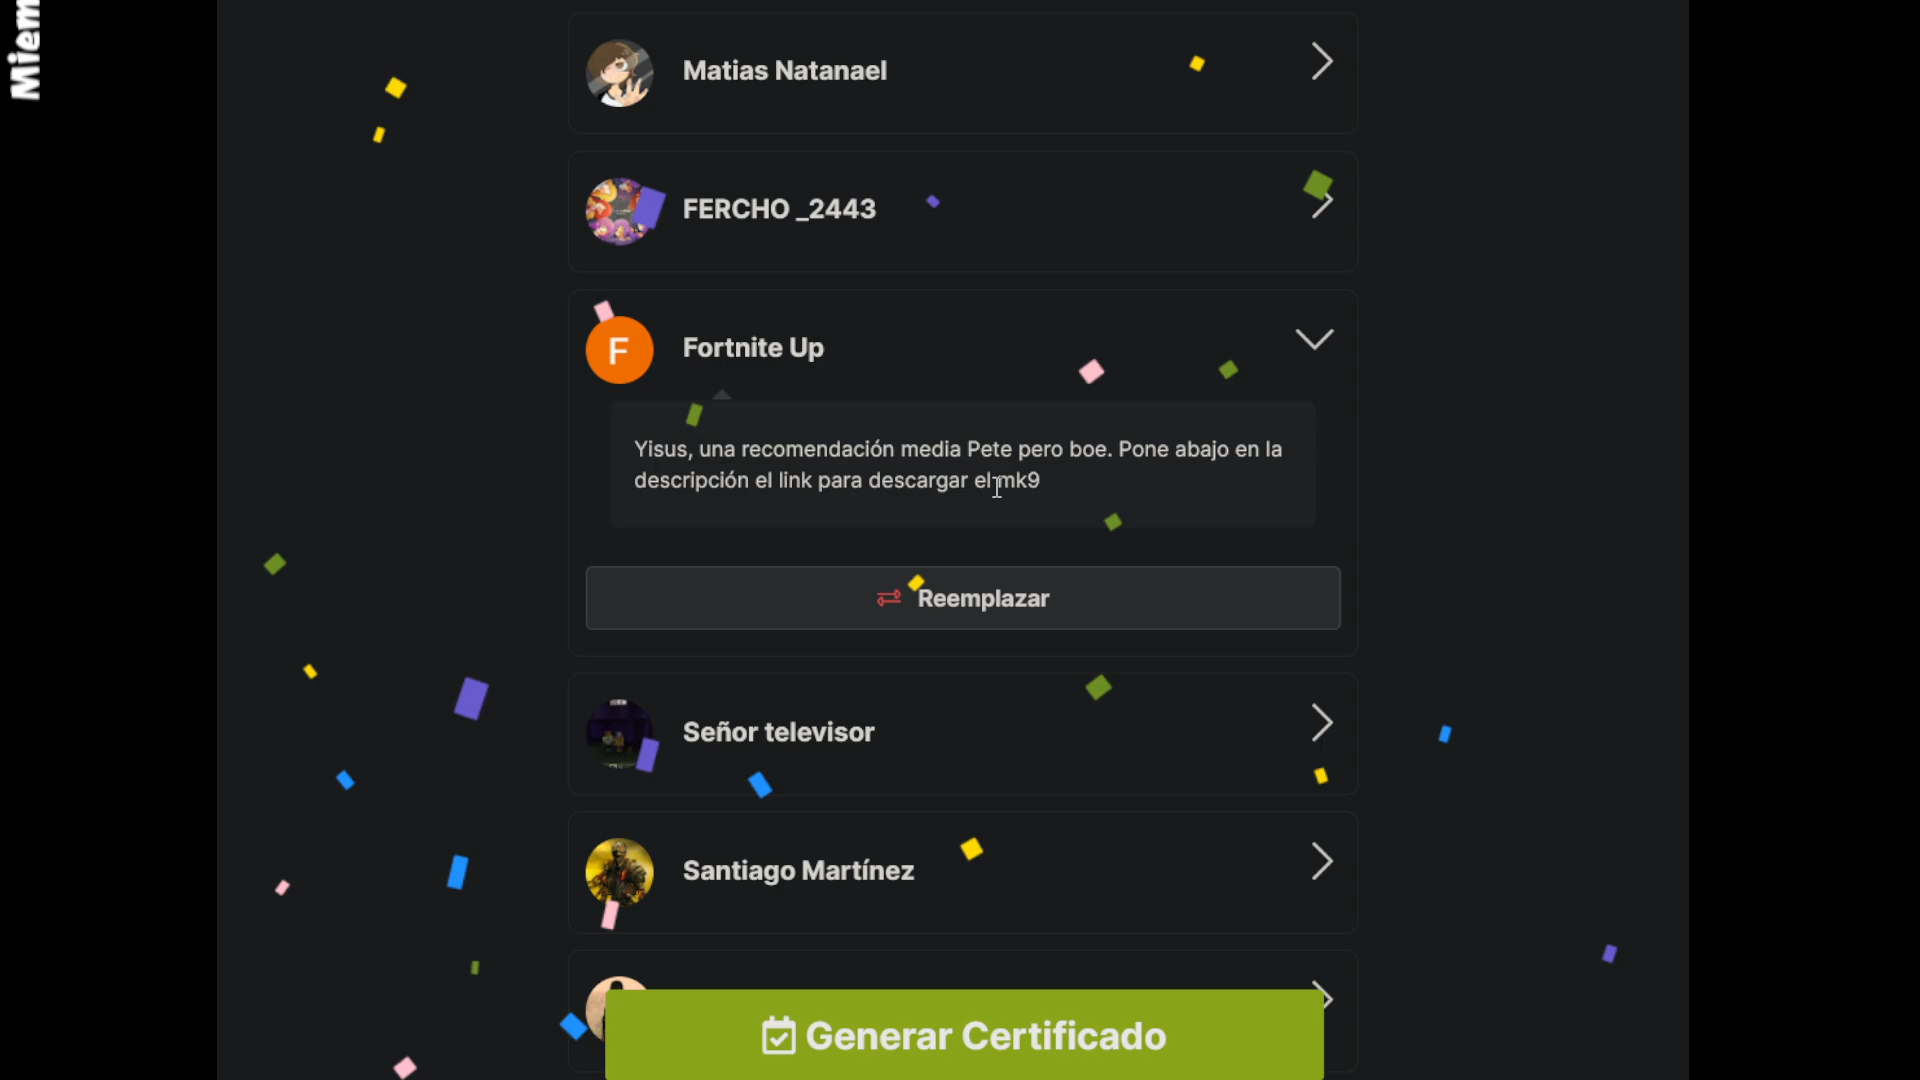 Miem
Matias Natanael
FERCHO _2443
F
Fortnite Up
Yisus, una recomendación media Pete pero boe. Pone abajo en la
descripción el link para descargar el mk9
Reemplazar
Señor televisor
Santiago Martínez
Generar Certificado